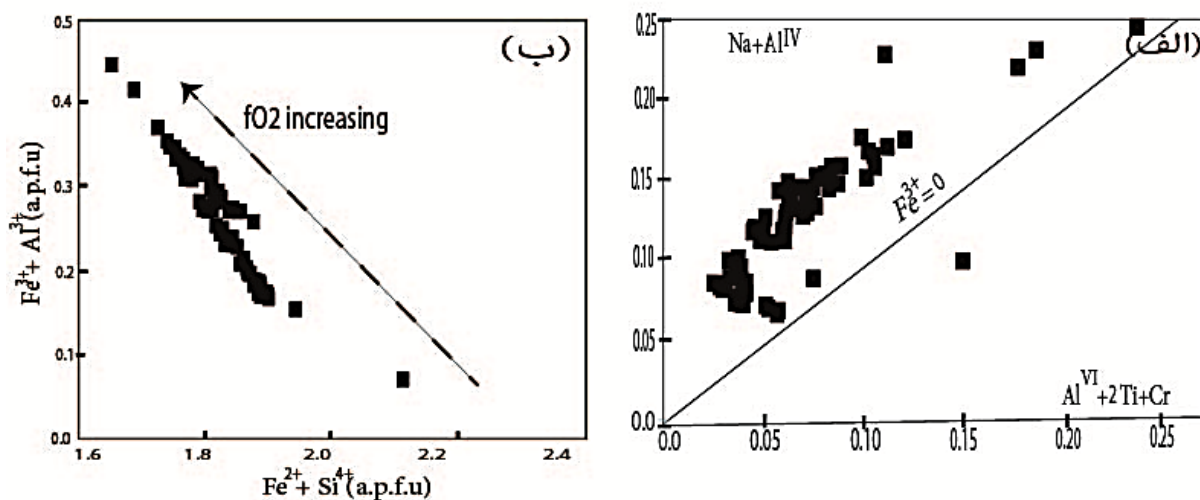 (ب)
0.5
0.4
0.3
0.2
0.1
0.0
fO2 increasing
1.6 1.8 2.0 2.2 2.4
Fe³⁺+ Al³⁺(a.p.f.u)
Fe²⁺+ Si⁴⁺(a.p.f.u)
(الف)
0.25
0.20
0.15
0.10
0.05
0.0
Na+Alᴵⱽ
Fe³⁺=0
Alⱽᴵ+2Ti+Cr
0.0 0.05 0.10 0.15 0.20 0.25